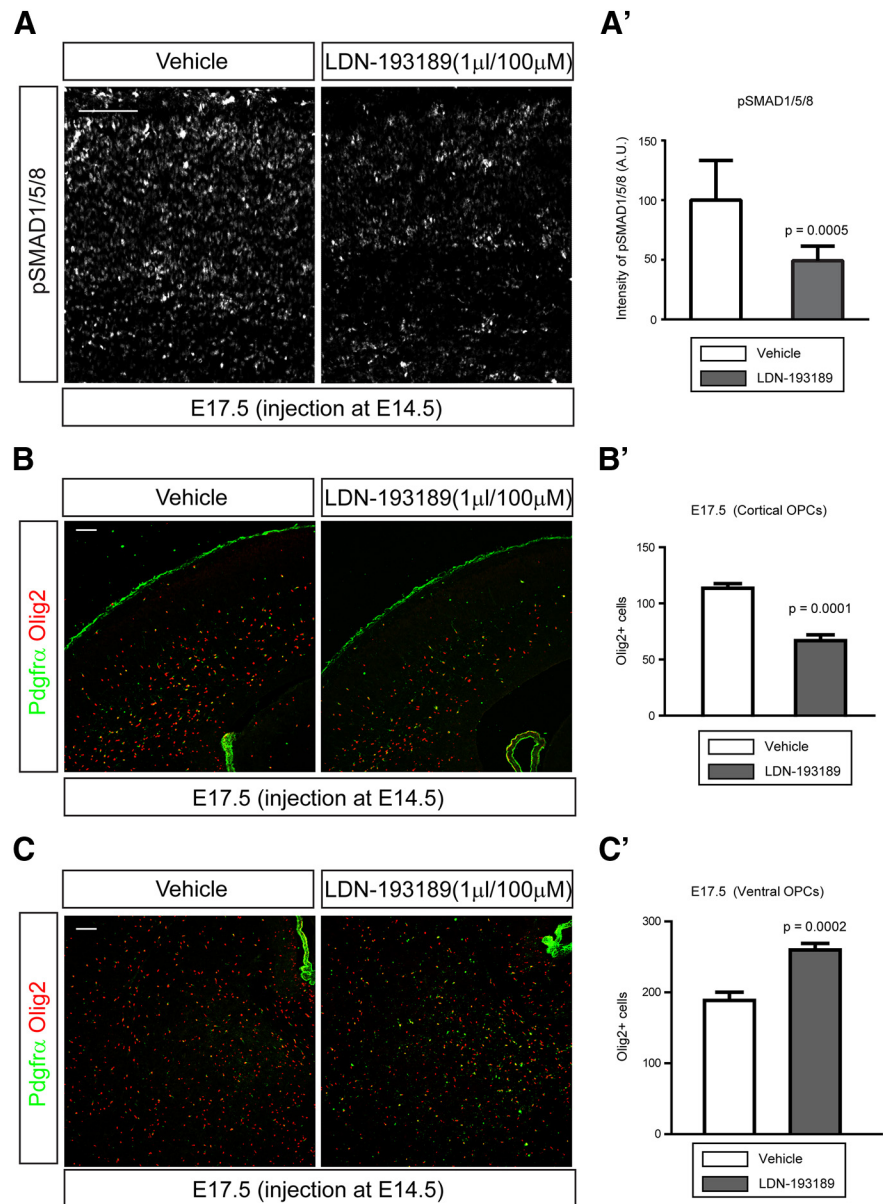 A
Vehicle
LDN-193189(1µl/100µM)
pSMAD1/5/8
E17.5 (injection at E14.5)
A'
pSMAD1/5/8
Intensity of pSMAD1/5/8 (A.U.)
150
100
50
0
p = 0.0005
Vehicle
LDN-193189
B
Vehicle
LDN-193189(1µl/100µM)
Pdgfrα Olig2
E17.5 (injection at E14.5)
B'
E17.5 (Cortical OPCs)
Olig2+ cells
150
100
50
0
p = 0.0001
Vehicle
LDN-193189
C
Vehicle
LDN-193189(1µl/100µM)
Pdgfrα Olig2
E17.5 (injection at E14.5)
C'
E17.5 (Ventral OPCs)
Olig2+ cells
300
200
100
0
p = 0.0002
Vehicle
LDN-193189